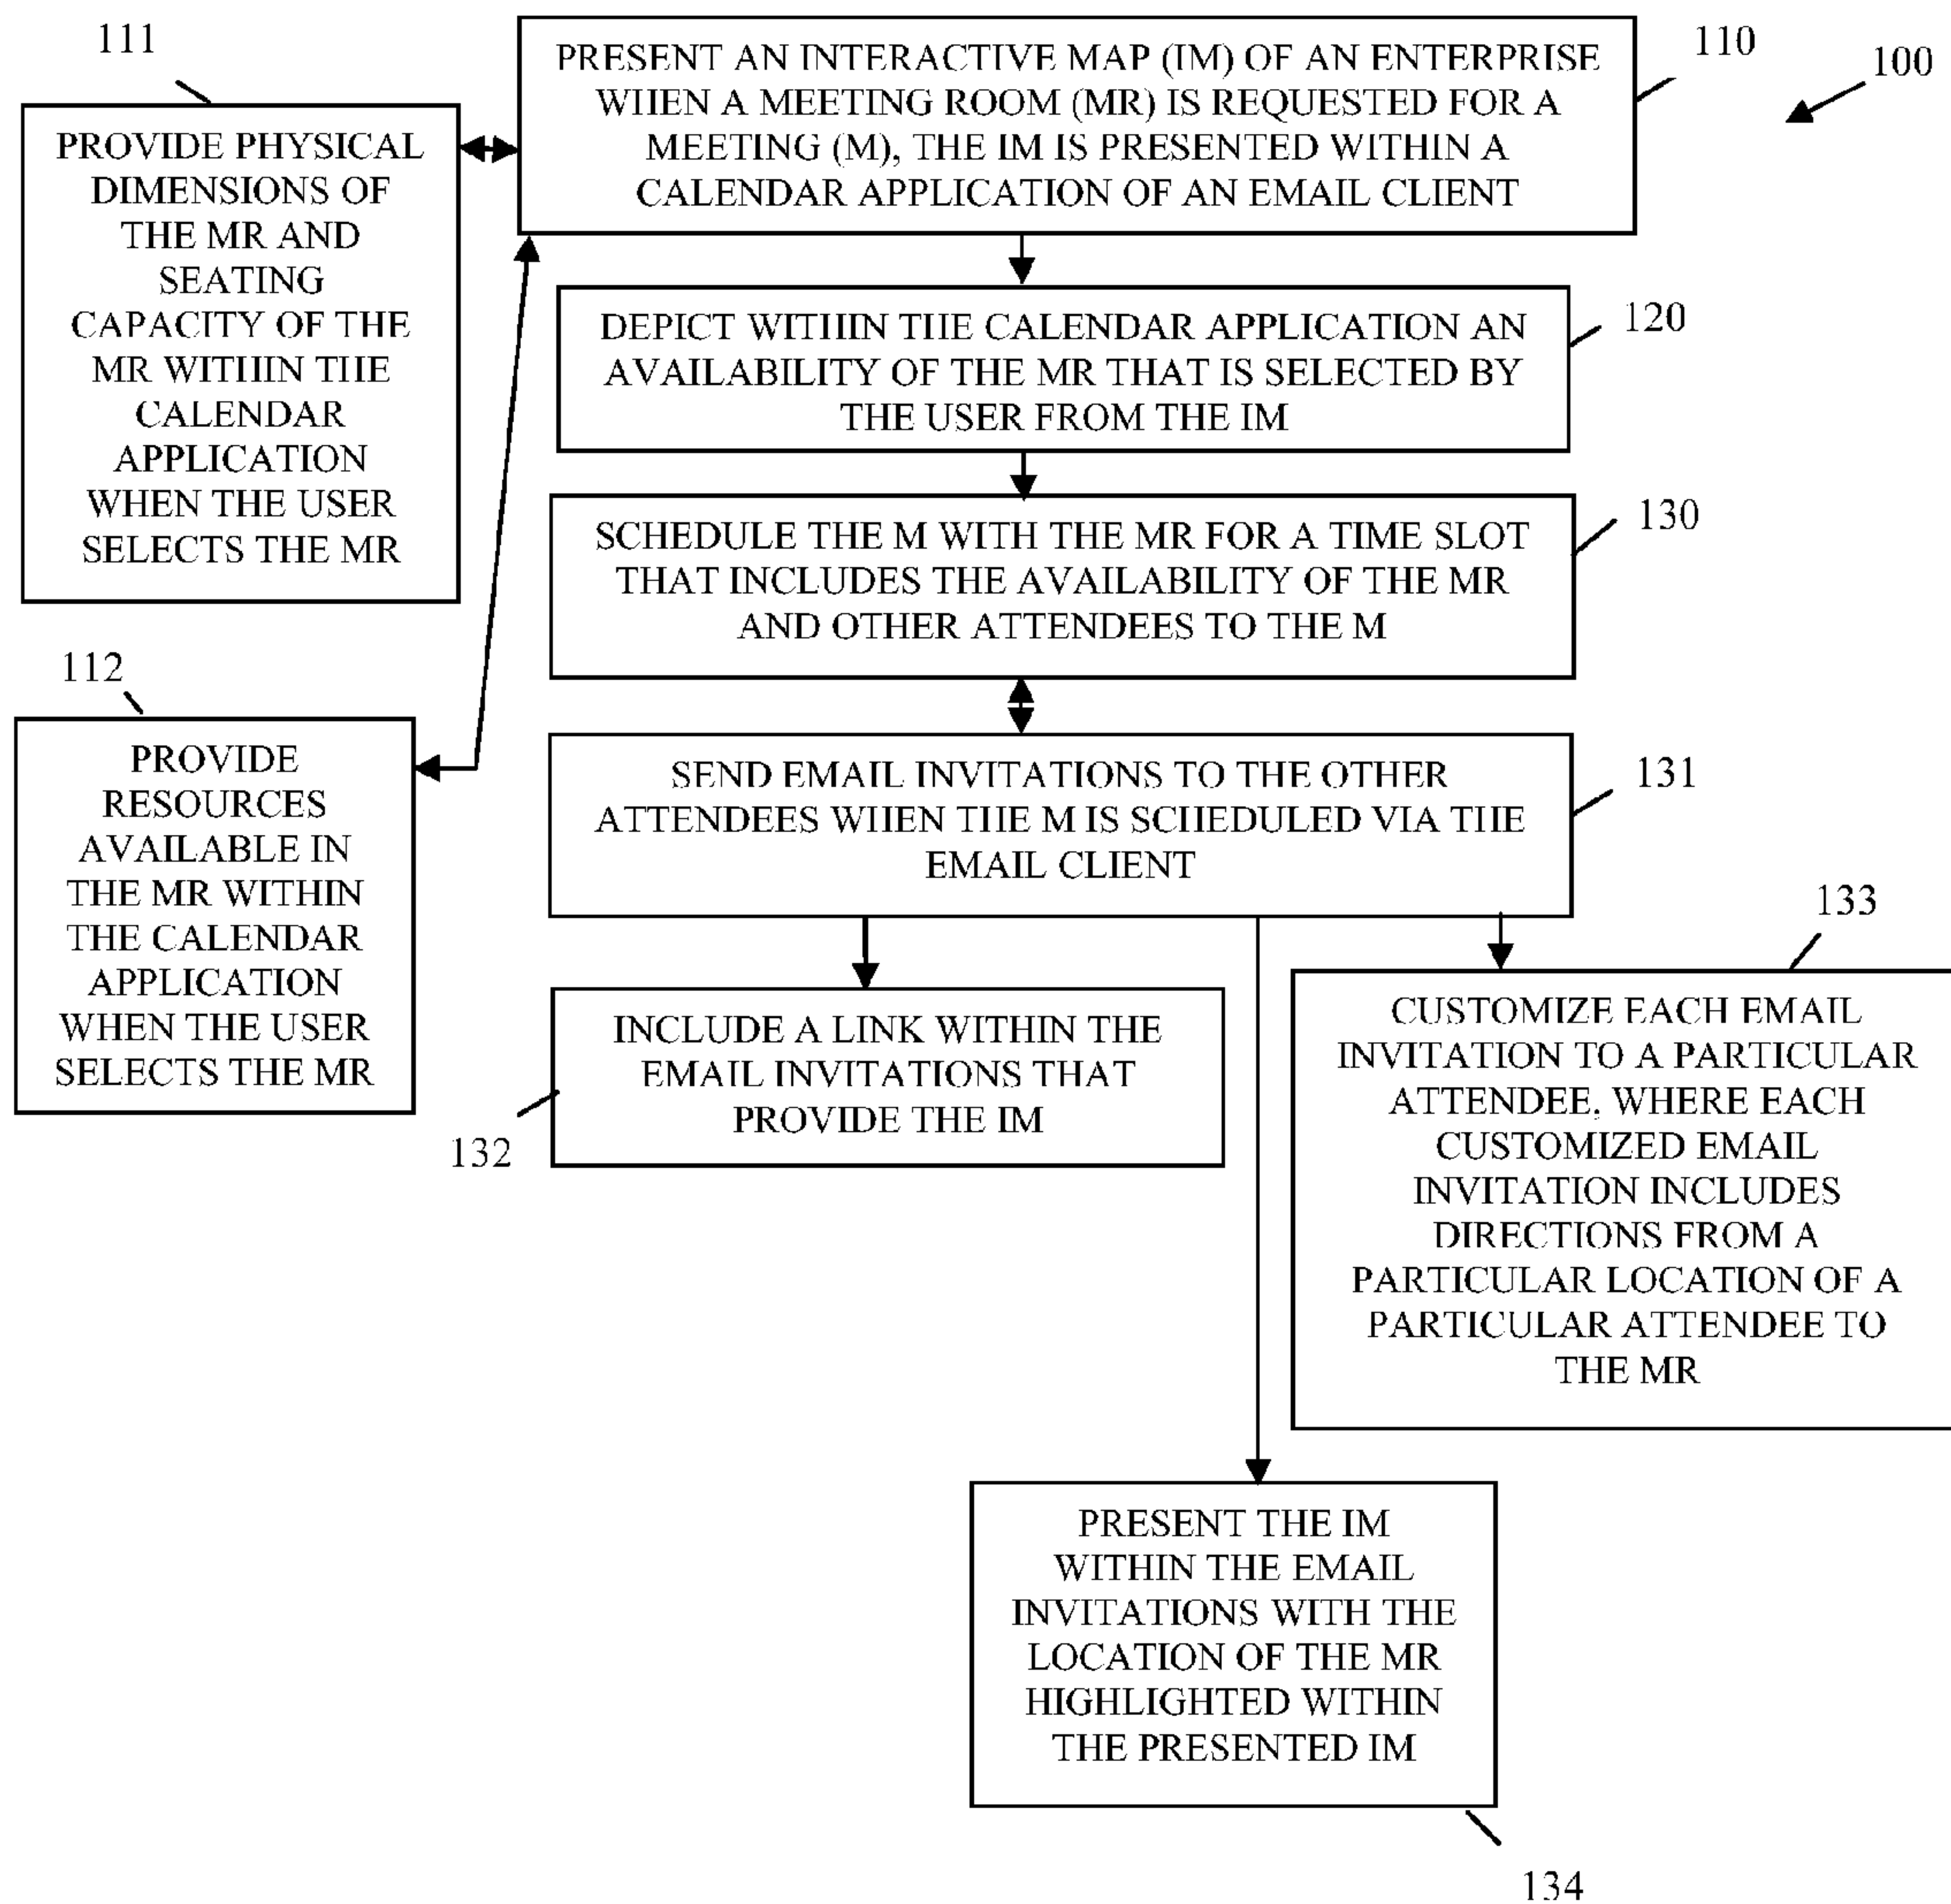 111
110
100
PRESENT AN INTERACTIVE MAP (IM) OF AN ENTERPRISE
WHEN A MEETING ROOM (MR) IS REQUESTED FOR A
MEETING (M), THE IM IS PRESENTED WITHIN A
CALENDAR APPLICATION OF AN EMAIL CLIENT
PROVIDE PHYSICAL
DIMENSIONS OF
THE MR AND
SEATING
CAPACITY OF THE
MR WITHIN THE
CALENDAR
APPLICATION
WHEN THE USER
SELECTS THE MR
120
DEPICT WITHIN THE CALENDAR APPLICATION AN
AVAILABILITY OF THE MR THAT IS SELECTED BY
THE USER FROM THE IM
130
SCHEDULE THE M WITH THE MR FOR A TIME SLOT
THAT INCLUDES THE AVAILABILITY OF THE MR
AND OTHER ATTENDEES TO THE M
112
PROVIDE
RESOURCES
AVAILABLE IN
THE MR WITHIN
THE CALENDAR
APPLICATION
WHEN THE USER
SELECTS THE MR
131
SEND EMAIL INVITATIONS TO THE OTHER
ATTENDEES WHEN THE M IS SCHEDULED VIA THE
EMAIL CLIENT
133
132
INCLUDE A LINK WITHIN THE
EMAIL INVITATIONS THAT
PROVIDE THE IM
CUSTOMIZE EACH EMAIL
INVITATION TO A PARTICULAR
ATTENDEE, WHERE EACH
CUSTOMIZED EMAIL
INVITATION INCLUDES
DIRECTIONS FROM A
PARTICULAR LOCATION OF A
PARTICULAR ATTENDEE TO
THE MR
PRESENT THE IM
WITHIN THE EMAIL
INVITATIONS WITH THE
LOCATION OF THE MR
HIGHLIGHTED WITHIN
THE PRESENTED IM
134